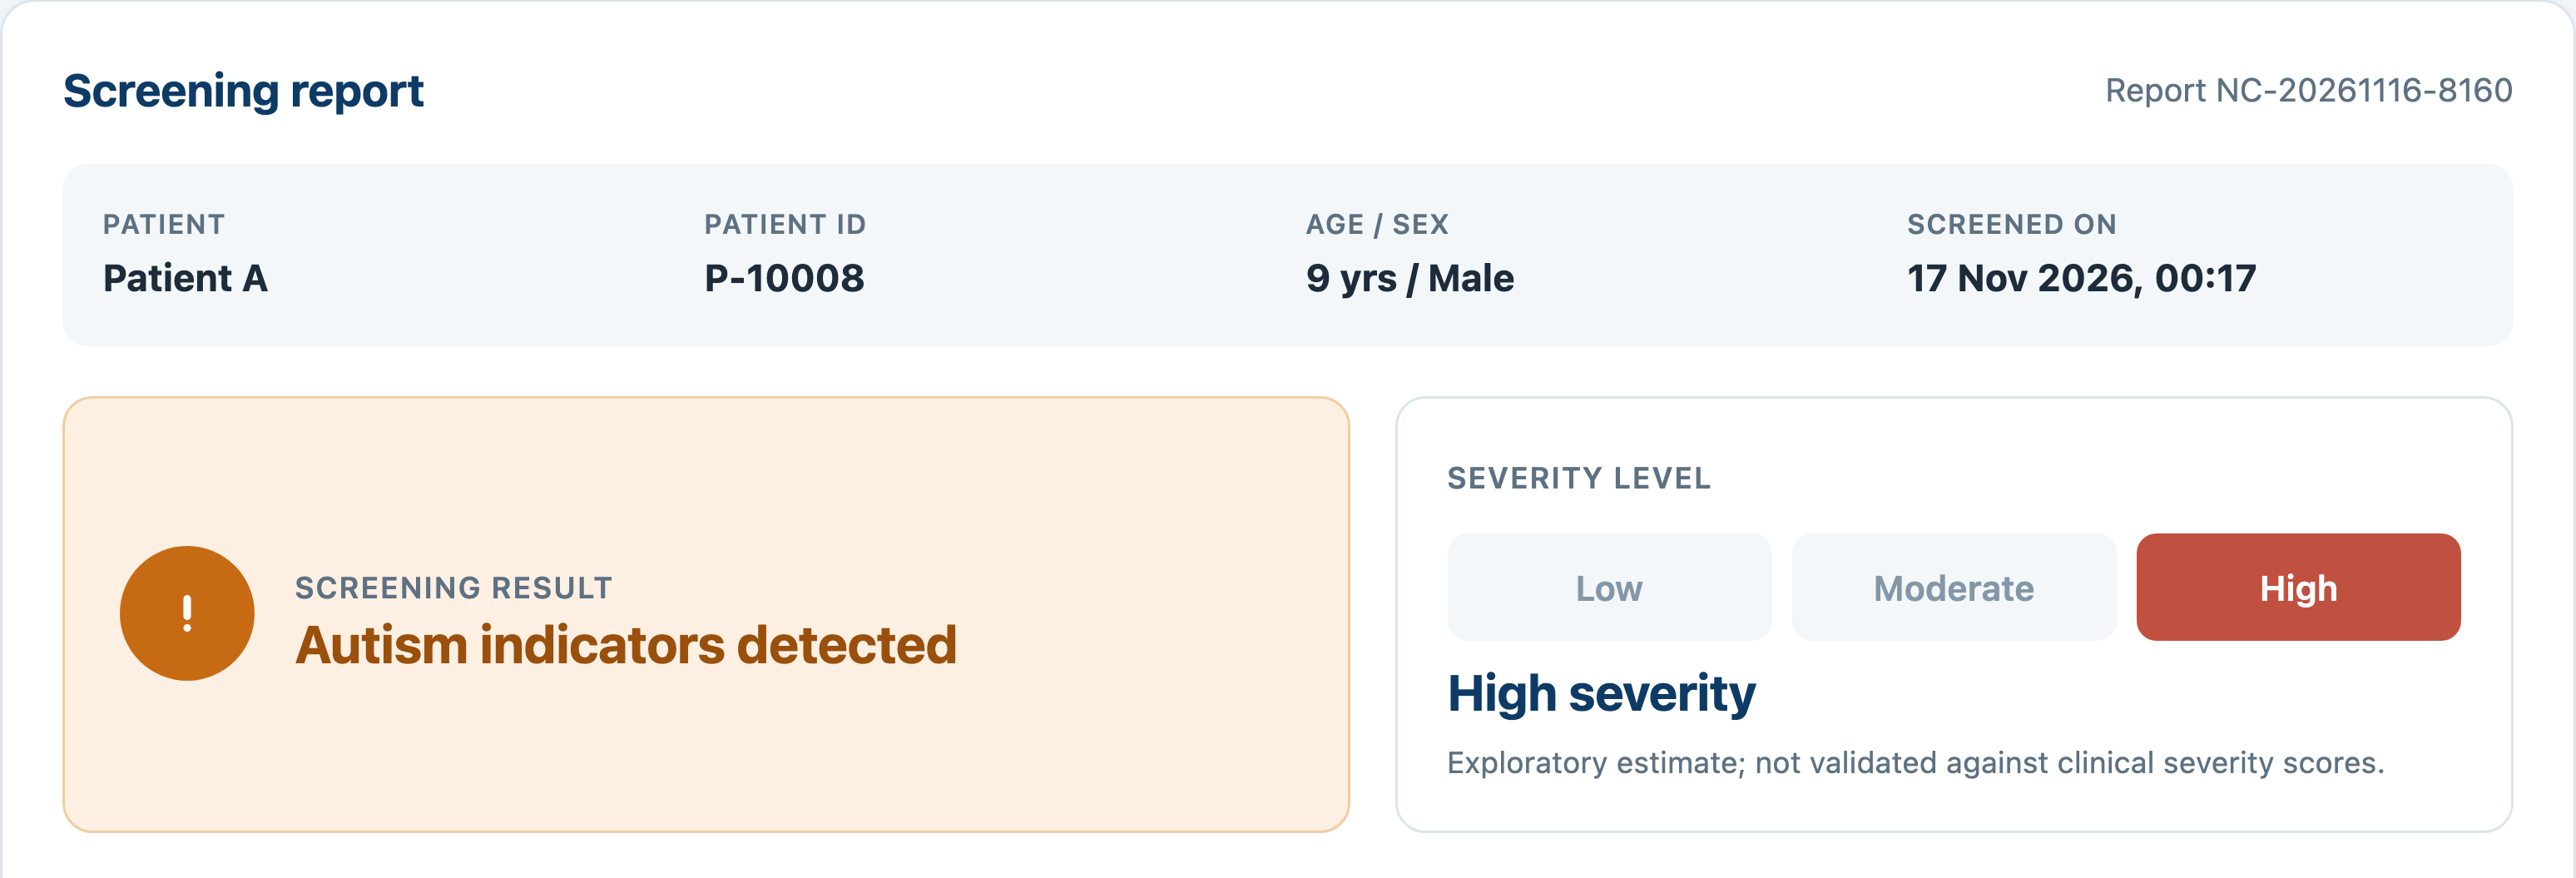 Screening report
Report NC-20261116-8160
PATIENT
Patient A
PATIENT ID
P-10008
AGE / SEX
9 yrs / Male
SCREENED ON
17 Nov 2026, 00:17
!
SCREENING RESULT
Autism indicators detected
SEVERITY LEVEL
Low
Moderate
High
High severity
Exploratory estimate; not validated against clinical severity scores.